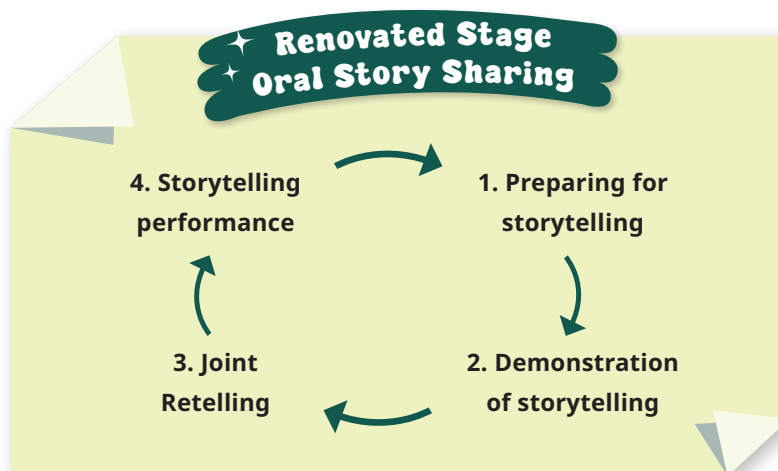 Renovated Stage
Oral Story Sharing
4. Storytelling
performance
1. Preparing for
storytelling
3. Joint
Retelling
2. Demonstration
of storytelling